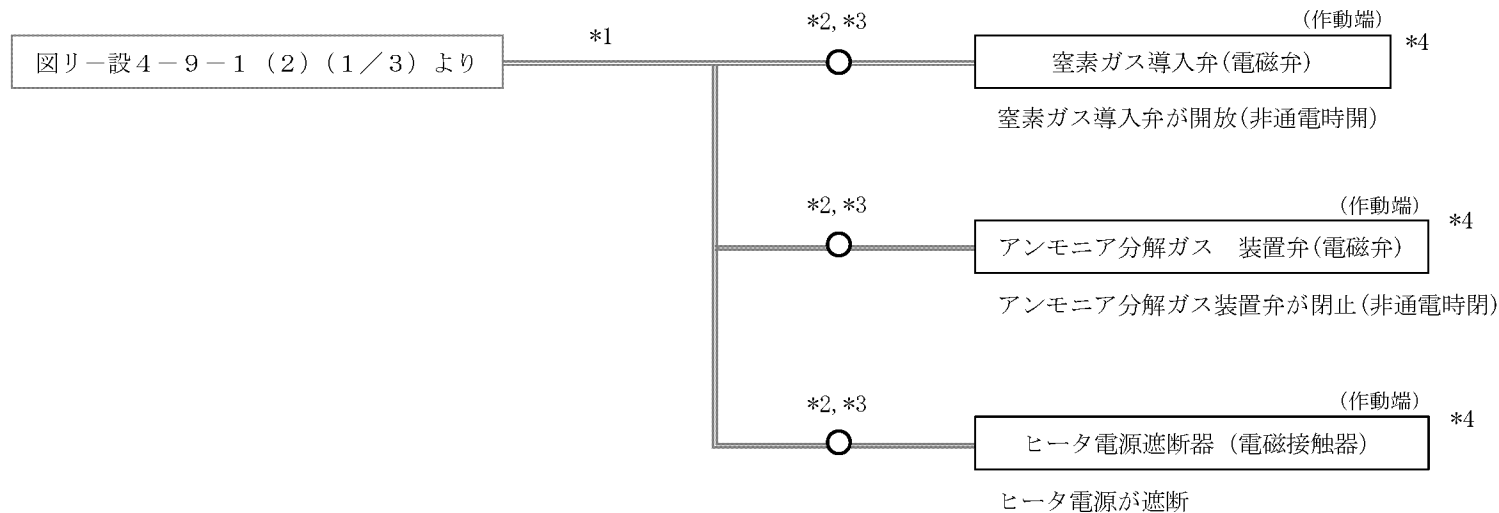 図リ－設４－９－１（２）（１／３）より
*1
*2, *3
(作動端)
*4
窒素ガス導入弁(電磁弁)
窒素ガス導入弁が開放(非通電時開)
*2, *3
(作動端)
*4
アンモニア分解ガス　装置弁(電磁弁)
アンモニア分解ガス装置弁が閉止(非通電時閉)
*2, *3
(作動端)
*4
ヒータ電源遮断器（電磁接触器）
ヒータ電源が遮断